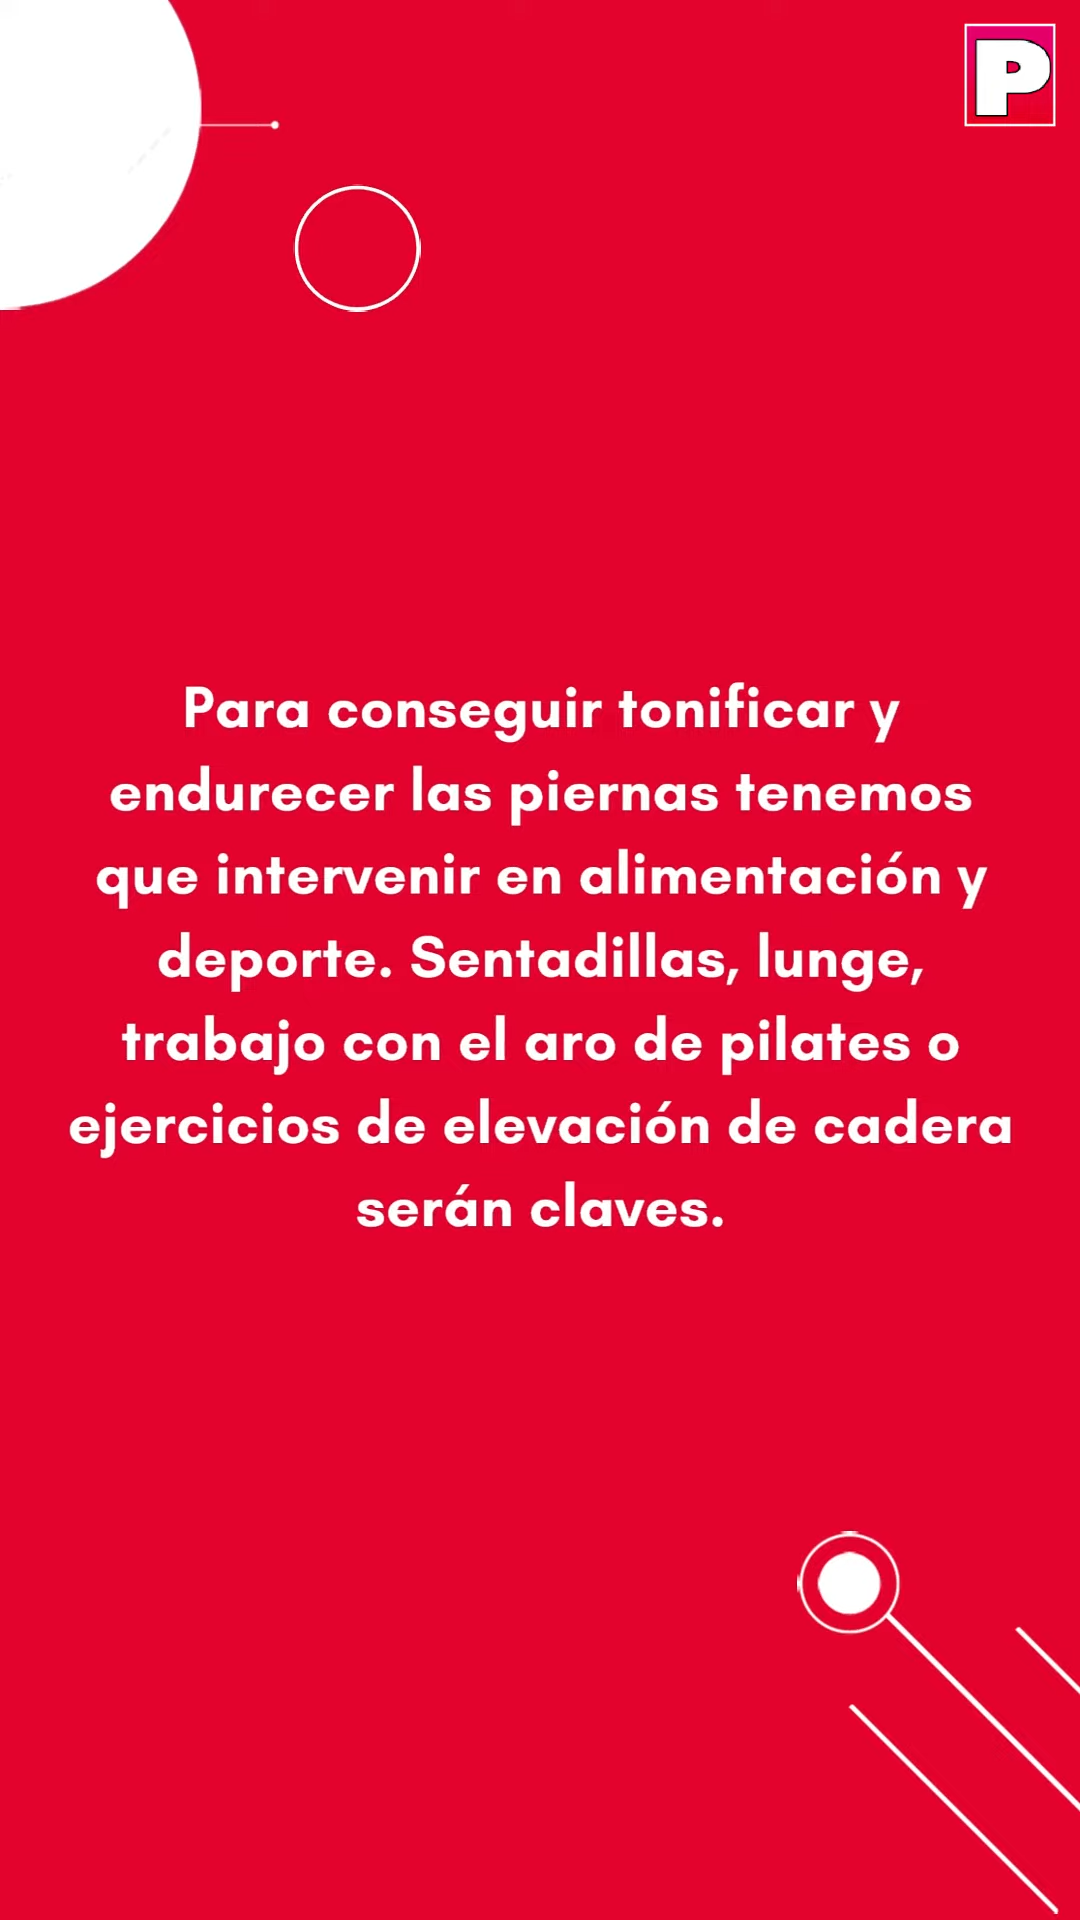 P
Para conseguir tonificar y
endurecer las piernas tenemos
que intervenir en alimentación y
deporte. Sentadillas, lunge,
trabajo con el aro de pilates o
ejercicios de elevación de cadera
serán claves.